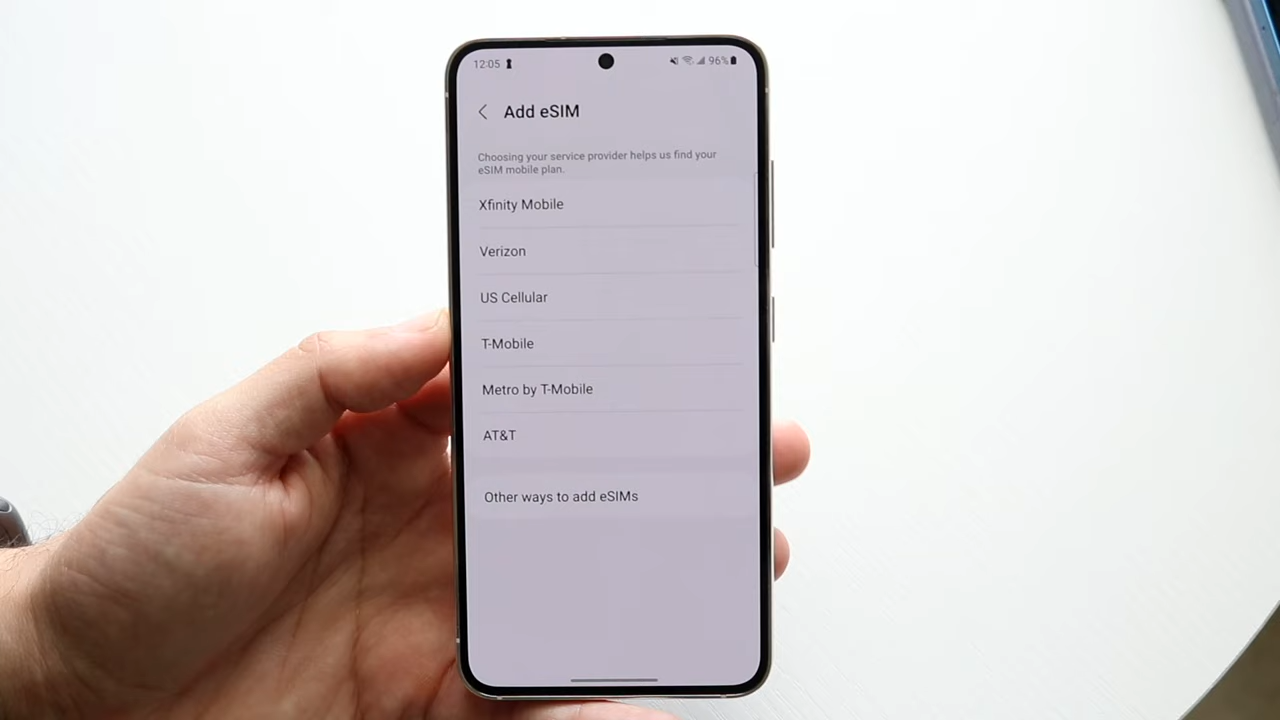 12:05
96%
Add eSIM
Choosing your service provider helps us find your
eSIM mobile plan.
Xfinity Mobile
Verizon
US Cellular
T-Mobile
Metro by T-Mobile
AT&T
Other ways to add eSIMs